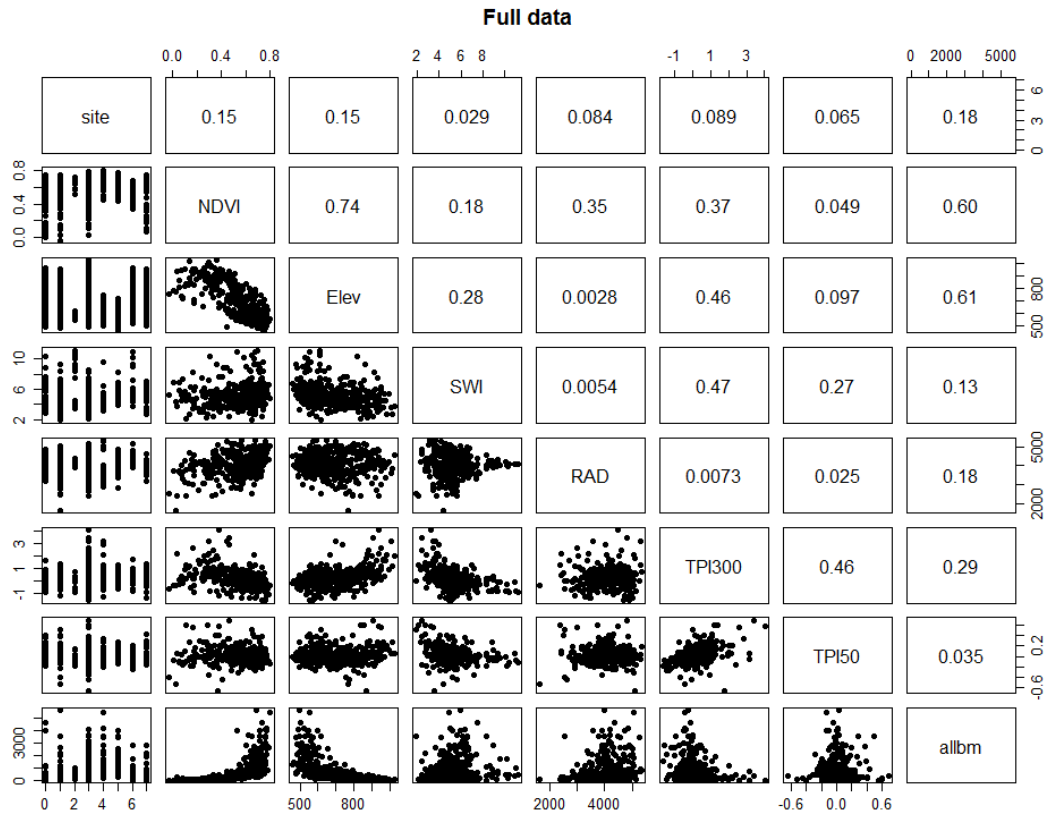 Full data
0.0 0.4 0.8 2 4 6 8 -1 1 3 0 2000 5000
site 0.15 0.15 0.029 0.084 0.089 0.065 0.18 0 3 6
0.0 0.4 0.8 NDVI 0.74 0.18 0.35 0.37 0.049 0.60
Elev 0.28 0.0028 0.46 0.097 0.61 500 800
2 6 10 SWI 0.0054 0.47 0.27 0.13
RAD 0.0073 0.025 0.18 2000 5000
-1 1 3 TPI300 0.46 0.29
TPI50 0.035 -0.6 0.2
0 3000 allbm
0 2 4 6 500 800 2000 4000 -0.6 0.0 0.6